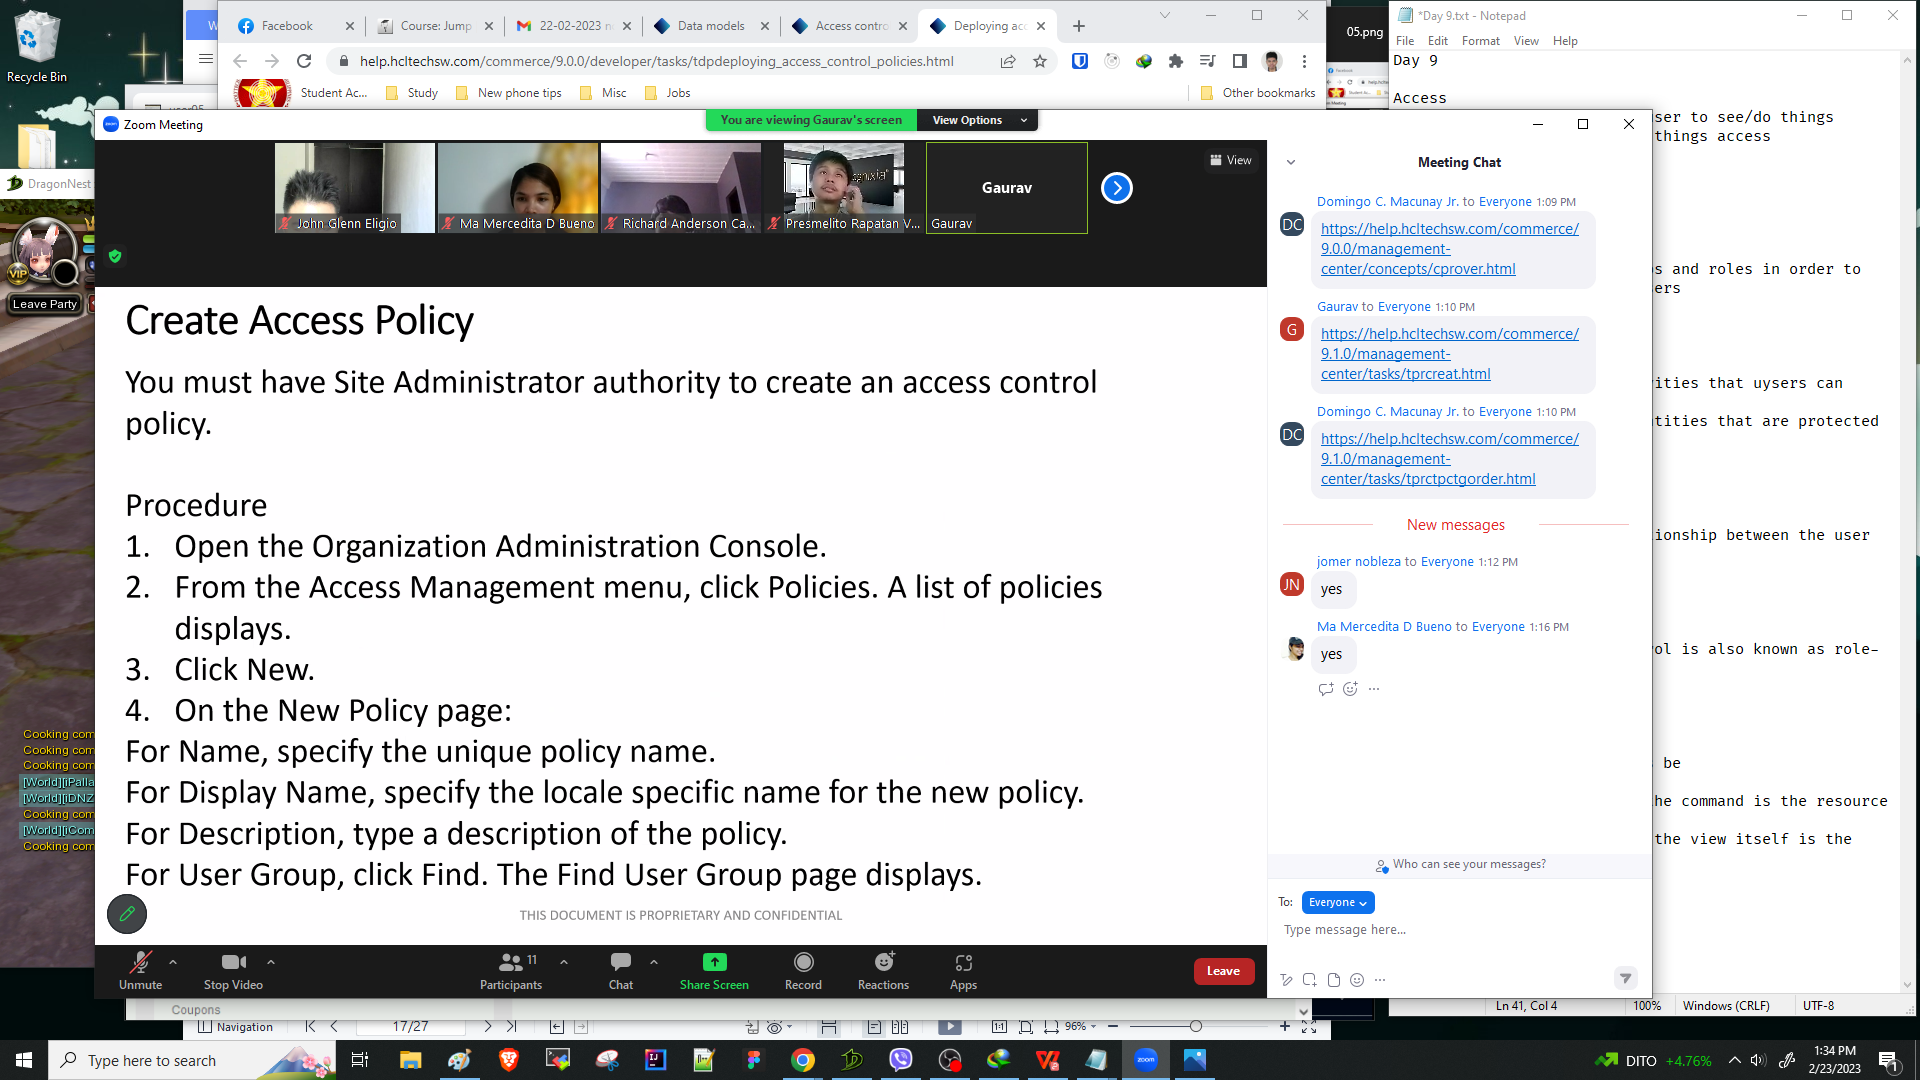 Recycle Bin
Facebook
Course: Jump
22-02-2023
Data models
Access contro
Deploying acc
help.hcltechsw.com/commerce/9.0.0/developer/tasks/tdpdeploying_access_control_policies.html
Student Ac...
Study
New phone tips
Misc
Jobs
Other bookmarks
05.png
*Day 9.txt - Notepad
File Edit Format View Help
Day 9
Access
user to see/do things
things access
s and roles in order to
ers
ities that uysers can
tities that are protected
ionship between the user
ol is also known as role-
be
he command is the resource
the view itself is the
Ln 41, Col 4
100%
Windows (CRLF)
UTF-8
DragonNest
VIP
Leave Party
Cooking com
Cooking com
Cooking com
[World][iPalla
[World][iDNZ
Cooking com
[World][iCom
Cooking com
Zoom Meeting
You are viewing Gaurav's screen
View Options
View
John Glenn Eligio
Ma Mercedita D Bueno
Richard Anderson Ca...
Presmelito Rapatan V...
Gaurav
Gaurav
Create Access Policy
You must have Site Administrator authority to create an access control
policy.
Procedure
1. Open the Organization Administration Console.
2. From the Access Management menu, click Policies. A list of policies
displays.
3. Click New.
4. On the New Policy page:
For Name, specify the unique policy name.
For Display Name, specify the locale specific name for the new policy.
For Description, type a description of the policy.
For User Group, click Find. The Find User Group page displays.
THIS DOCUMENT IS PROPRIETARY AND CONFIDENTIAL
Unmute
Stop Video
Participants
11
Chat
Share Screen
Record
Reactions
Apps
Leave
Meeting Chat
Domingo C. Macunay Jr. to Everyone 1:09 PM
DC
https://help.hcltechsw.com/commerce/
9.0.0/management-
center/concepts/cprover.html
Gaurav to Everyone 1:10 PM
G
https://help.hcltechsw.com/commerce/
9.1.0/management-
center/tasks/tprcreat.html
Domingo C. Macunay Jr. to Everyone 1:10 PM
DC
https://help.hcltechsw.com/commerce/
9.1.0/management-
center/tasks/tprctpctgorder.html
New messages
jomer nobleza to Everyone 1:12 PM
JN
yes
Ma Mercedita D Bueno to Everyone 1:16 PM
yes
Who can see your messages?
To: Everyone
Type message here...
Coupons
Navigation
17/27
96%
Type here to search
DITO +4.76%
1:34 PM
2/23/2023
1